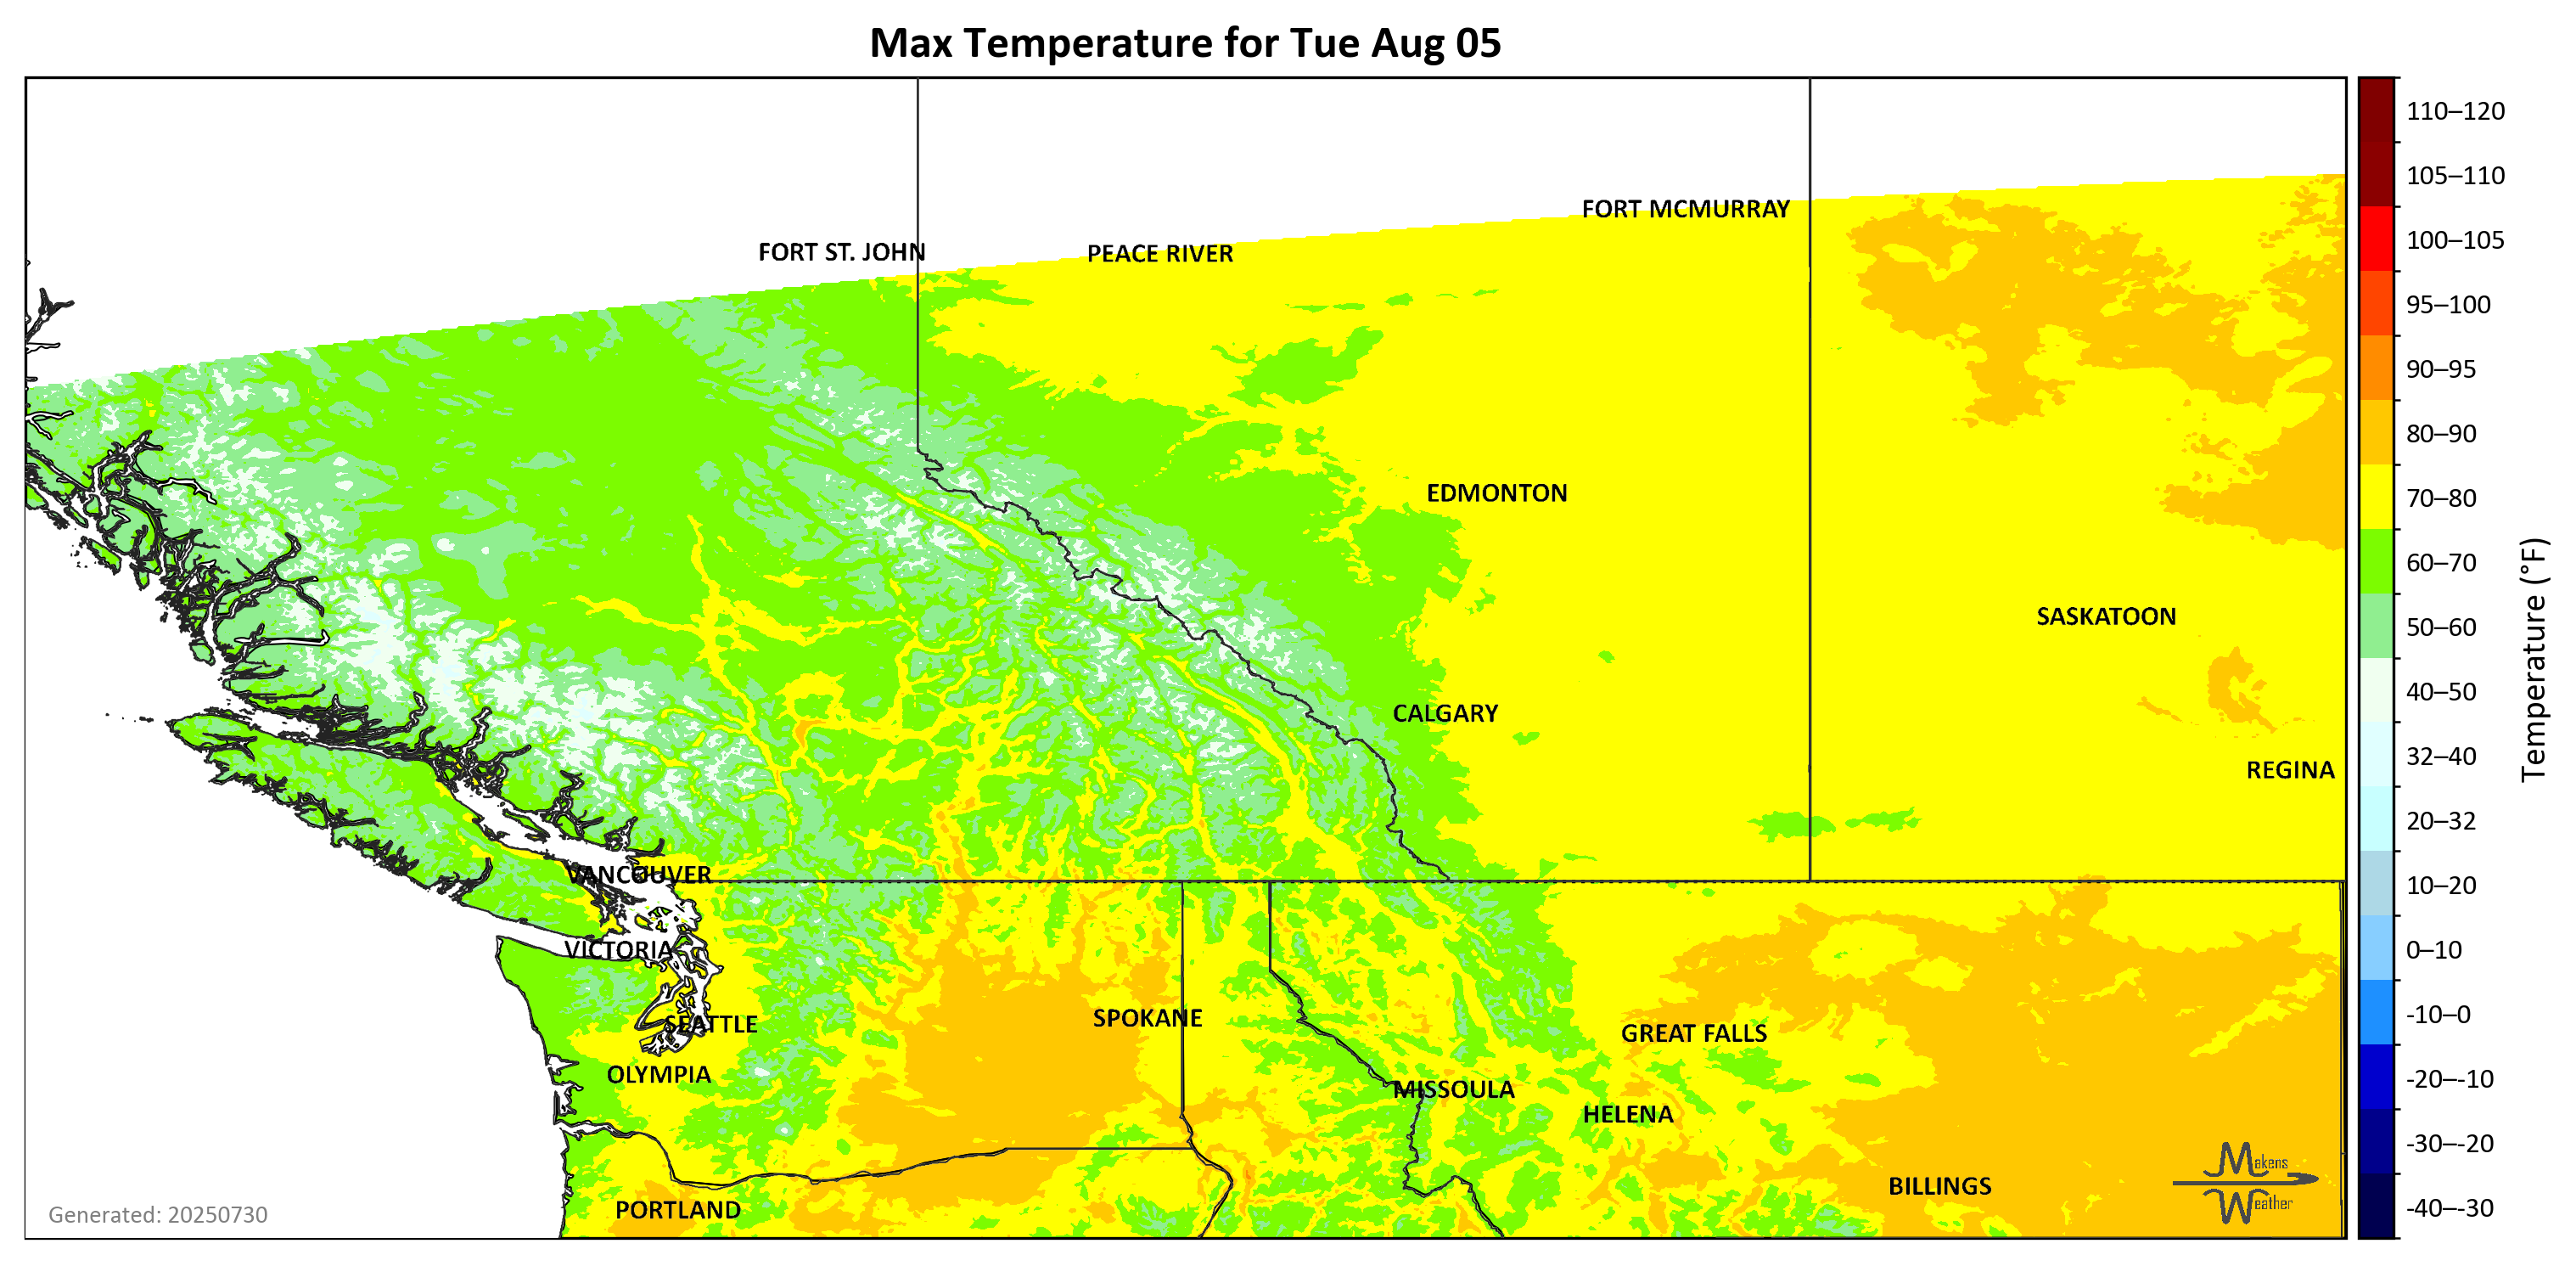 Max Temperature for Tue Aug 05
FORT MCMURRAY
FORT ST. JOHN
PEACE RIVER
EDMONTON
SASKATOON
CALGARY
REGINA
VANCOUVER
VICTORIA
SEATTLE
SPOKANE
GREAT FALLS
OLYMPIA
MISSOULA
HELENA
BILLINGS
PORTLAND
Makens
Weather
Generated: 20250730
110–120
105–110
100–105
95–100
90–95
80–90
70–80
60–70
50–60
40–50
32–40
20–32
10–20
0–10
-10–0
-20–-10
-30–-20
-40–-30
Temperature (°F)